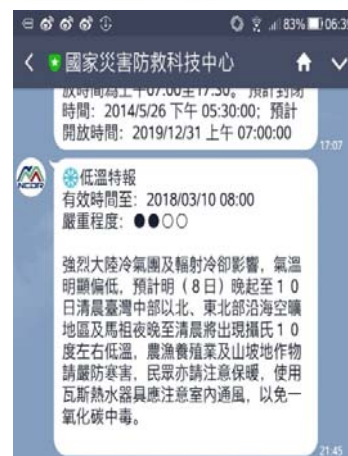 83% 06:35
國家災害防救科技中心
放時間為上午07:00至17:30。預計封閉
時間：2014/5/26 下午 05:30:00；預計
開放時間：2019/12/31 上午 07:00:00
17:07
NCDR
低溫特報
有效時間至：2018/03/10 08:00
嚴重程度：●●○○
強烈大陸冷氣團及輻射冷卻影響，氣溫
明顯偏低，預計明（8日）晚起至１０
日清晨臺灣中部以北、東北部沿海空曠
地區及馬祖夜晚至清晨將出現攝氏１０
度左右低溫，農漁養殖業及山坡地作物
請嚴防寒害，民眾亦請注意保暖，使用
瓦斯熱水器具應注意室內通風，以免一
氧化碳中毒。
21:45